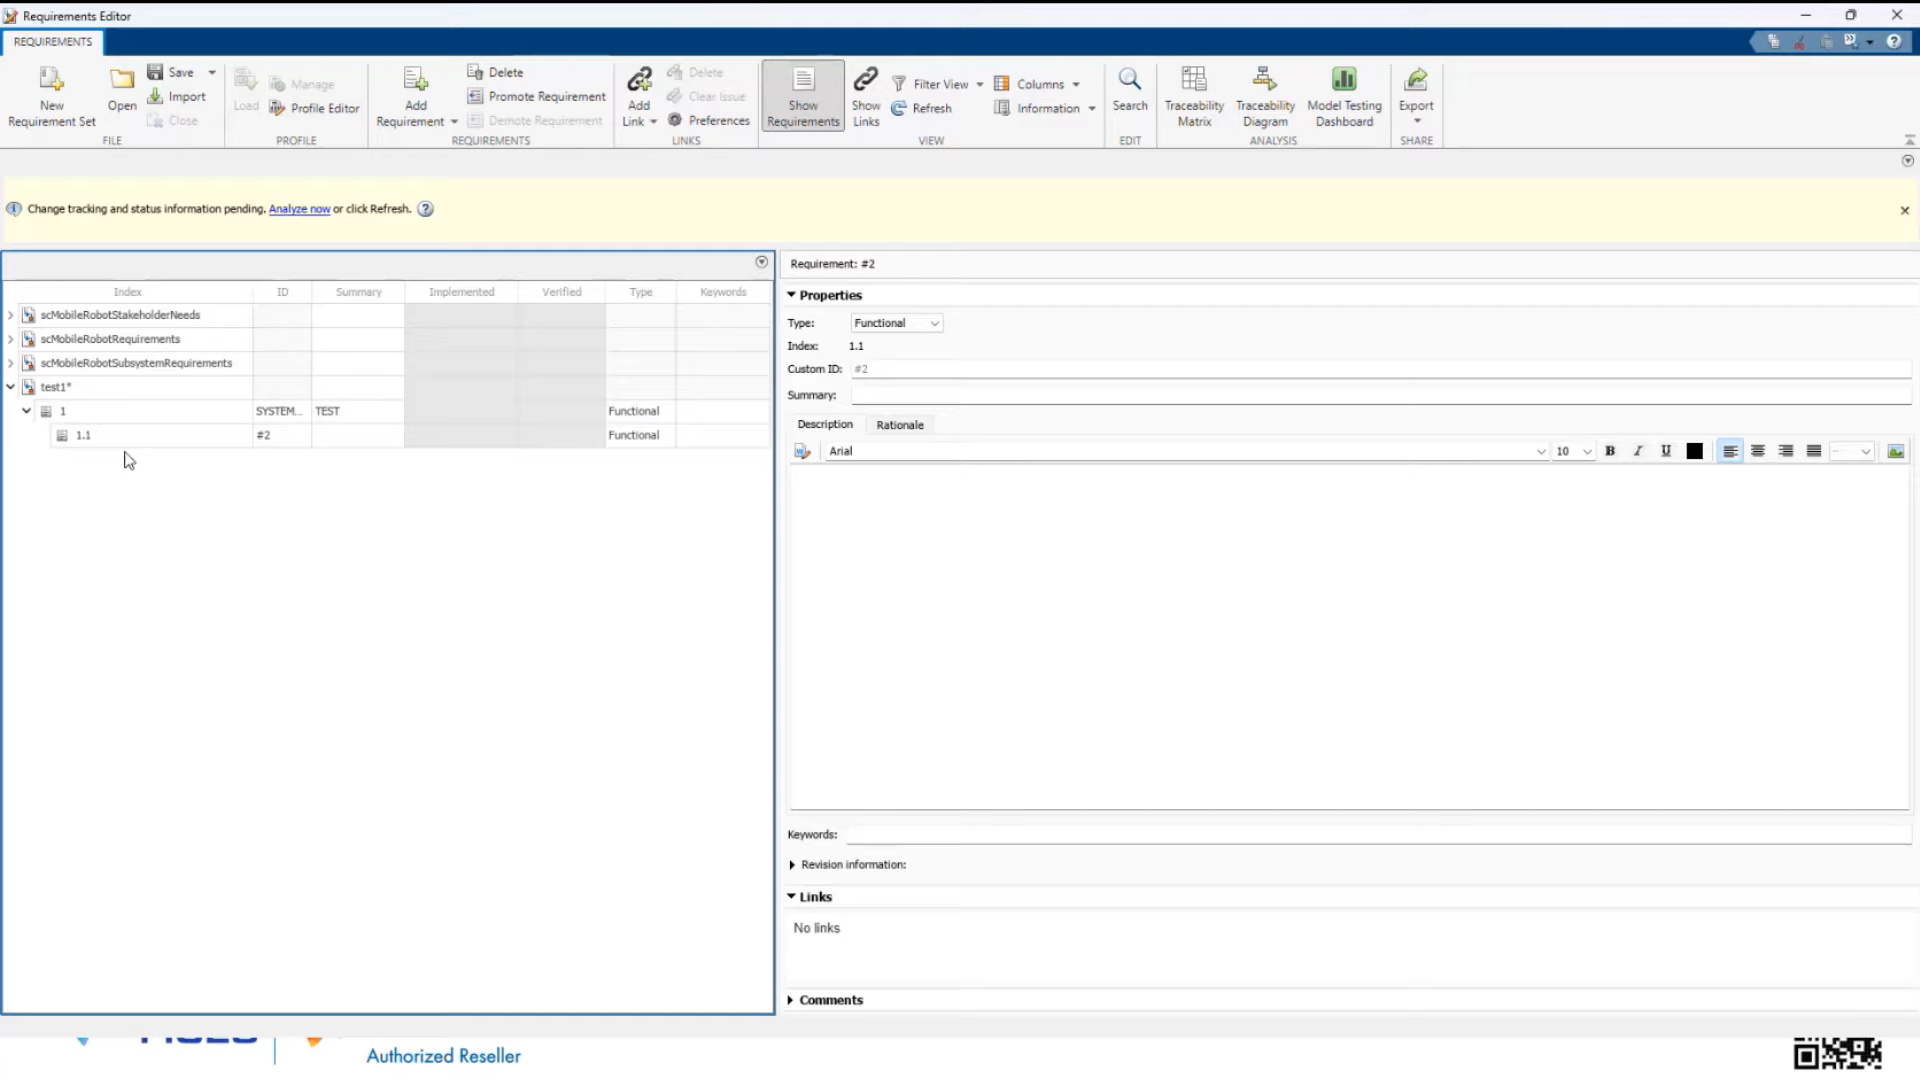 Requirements Editor
REQUIREMENTS
New Requirement Set
Open
Save
Import
Close
FILE
Load
Manage
Profile Editor
PROFILE
Add Requirement
Delete
Promote Requirement
Demote Requirement
REQUIREMENTS
Add Link
Delete
Clear Issue
Preferences
LINKS
Show Requirements
Show Links
Filter View
Refresh
Columns
Information
VIEW
Search
EDIT
Traceability Matrix
Traceability Diagram
Model Testing Dashboard
ANALYSIS
Export
SHARE
Change tracking and status information pending. Analyze now or click Refresh.
Index ID Summary Implemented Verified Type Keywords
scMobileRobotStakeholderNeeds
scMobileRobotRequirements
scMobileRobotSubsystemRequirements
test1*
1 SYSTEM... TEST Functional
1.1 #2 Functional
Requirement: #2
Properties
Type: Functional
Index: 1.1
Custom ID: #2
Summary:
Description Rationale
Arial 10 B I U
Keywords:
Revision information:
Links
No links
Comments
Authorized Reseller